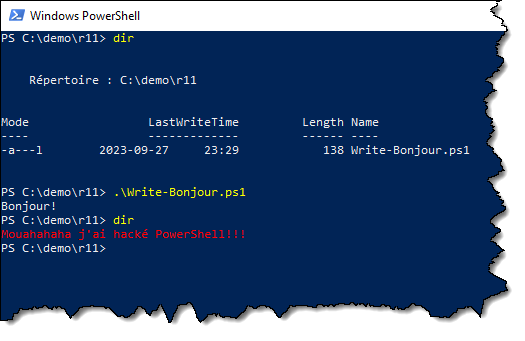 Windows PowerShell
PS C:\demo\r11> dir
Répertoire : C:\demo\r11
Mode LastWriteTime Length Name
---- ------------- ------ ----
-a---l 2023-09-27 23:29 138 Write-Bonjour.ps1
PS C:\demo\r11> .\Write-Bonjour.ps1
Bonjour!
PS C:\demo\r11> dir
Mouahahaha j'ai hacké PowerShell!!!
PS C:\demo\r11>